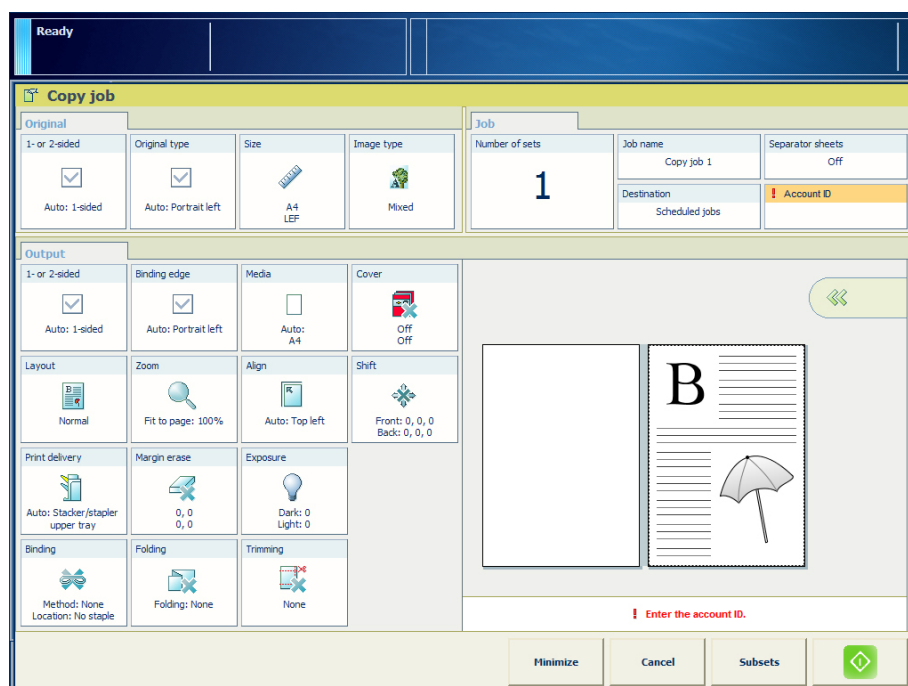 Ready
Copy job
Original
1- or 2-sided
Auto: 1-sided
Original type
Auto: Portrait left
Size
A4
LEF
Image type
A
Mixed
Job
Number of sets
1
Job name
Copy job 1
Separator sheets
Off
Destination
Scheduled jobs
! Account ID
Output
1- or 2-sided
Auto: 1-sided
Binding edge
Auto: Portrait left
Media
Auto:
A4
Cover
Off
Off
Layout
B
Normal
Zoom
Fit to page: 100%
Align
Auto: Top left
Shift
Front: 0, 0, 0
Back: 0, 0, 0
Print delivery
Auto: Stacker/stapler
upper tray
Margin erase
0, 0
0, 0
Exposure
Dark: 0
Light: 0
Binding
Method: None
Location: No staple
Folding
Folding: None
Trimming
None
B
! Enter the account ID.
Minimize
Cancel
Subsets